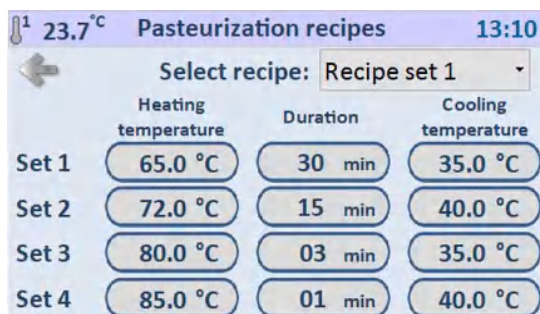 1 23.7°C Pasteurization recipes 13:10
Select recipe: Recipe set 1
Heating temperature Duration Cooling temperature
Set 1 65.0 °C 30 min 35.0 °C
Set 2 72.0 °C 15 min 40.0 °C
Set 3 80.0 °C 03 min 35.0 °C
Set 4 85.0 °C 01 min 40.0 °C